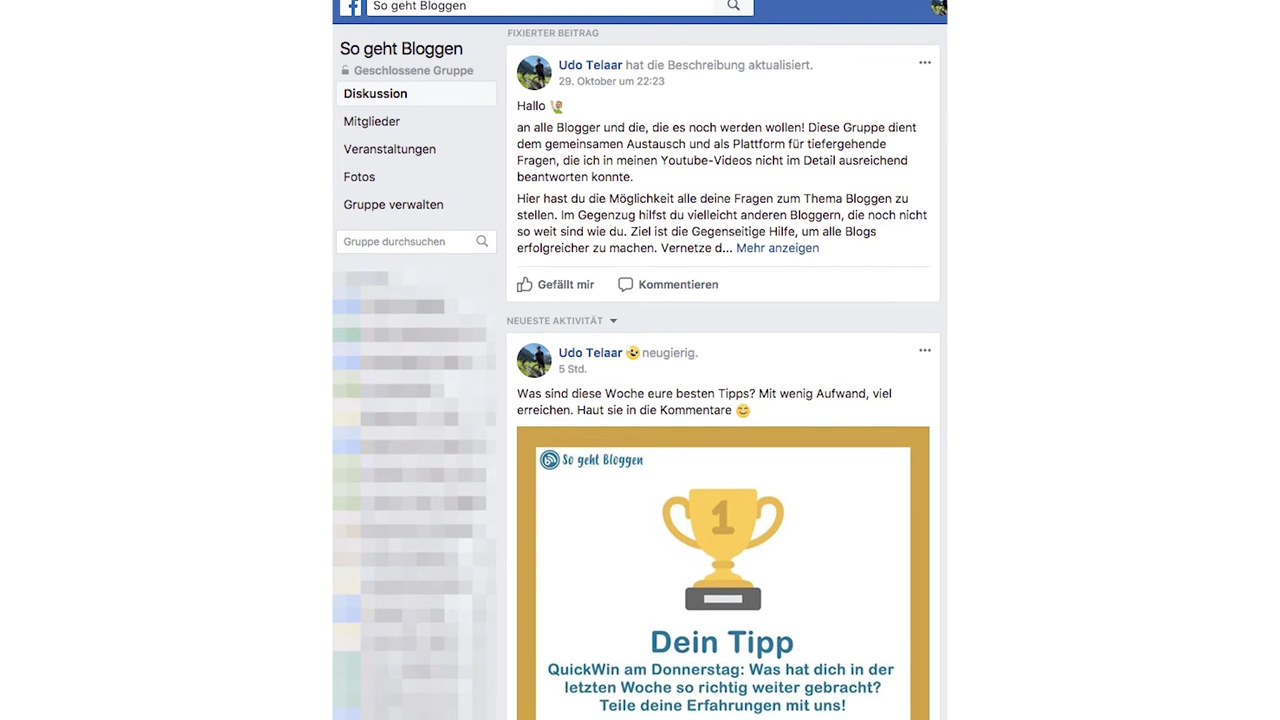 So geht Bloggen
So geht Bloggen
Geschlossene Gruppe
Diskussion
Mitglieder
Veranstaltungen
Fotos
Gruppe verwalten
Gruppe durchsuchen
FIXIERTER BEITRAG
Udo Telaar hat die Beschreibung aktualisiert.
29. Oktober um 22:23
Hallo
an alle Blogger und die, die es noch werden wollen! Diese Gruppe dient
dem gemeinsamen Austausch und als Plattform für tiefergehende
Fragen, die ich in meinen Youtube-Videos nicht im Detail ausreichend
beantworten konnte.
Hier hast du die Möglichkeit alle deine Fragen zum Thema Bloggen zu
stellen. Im Gegenzug hilfst du vielleicht anderen Bloggern, die noch nicht
so weit sind wie du. Ziel ist die Gegenseitige Hilfe, um alle Blogs
erfolgreicher zu machen. Vernetze d... Mehr anzeigen
Gefällt mir Kommentieren
NEUESTE AKTIVITÄT
Udo Telaar neugierig.
5 Std.
Was sind diese Woche eure besten Tipps? Mit wenig Aufwand, viel
erreichen. Haut sie in die Kommentare
So geht Bloggen
1
Dein Tipp
QuickWin am Donnerstag: Was hat dich in der
letzten Woche so richtig weiter gebracht?
Teile deine Erfahrungen mit uns!